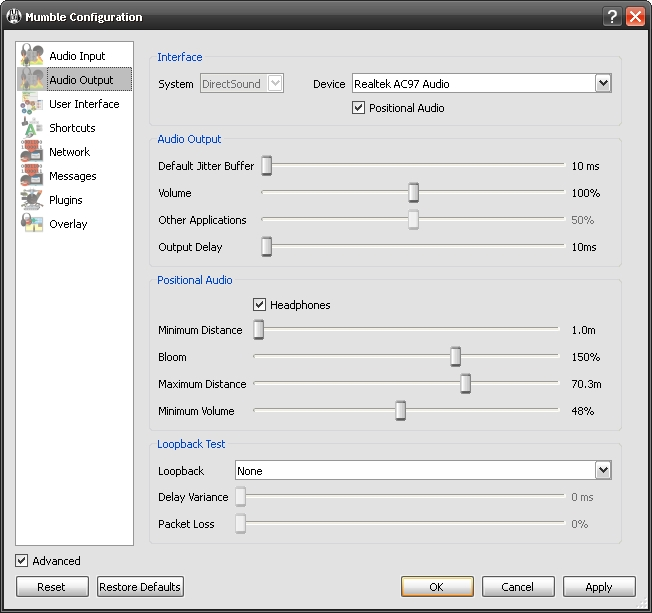 Mumble Configuration
Audio Input
Audio Output
User Interface
Shortcuts
Network
Messages
Plugins
Overlay
Interface
System DirectSound Device Realtek AC97 Audio
Positional Audio
Audio Output
Default Jitter Buffer 10 ms
Volume 100%
Other Applications 50%
Output Delay 10ms
Positional Audio
Headphones
Minimum Distance 1.0m
Bloom 150%
Maximum Distance 70.3m
Minimum Volume 48%
Loopback Test
Loopback None
Delay Variance 0 ms
Packet Loss 0%
Advanced
Reset Restore Defaults OK Cancel Apply